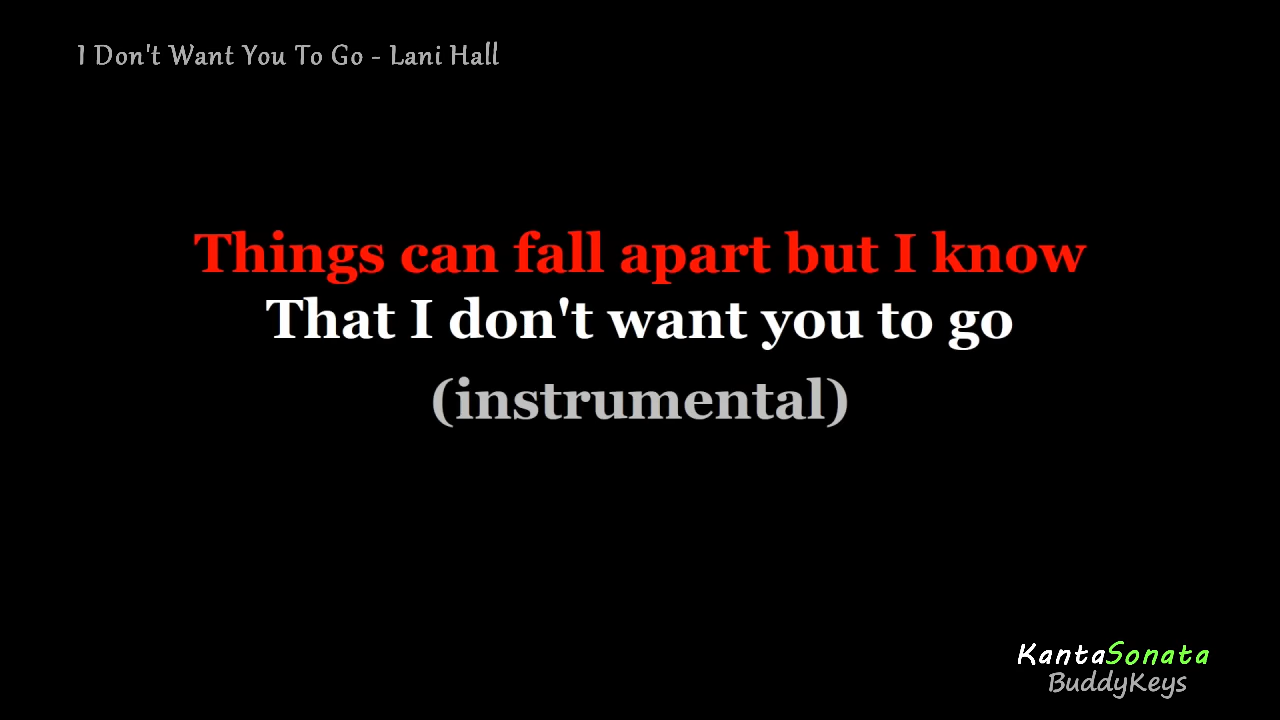 I Don't Want You To Go - Lani Hall
Things can fall apart but I know
That I don't want you to go
(instrumental)
KantaSonata
BuddyKeys